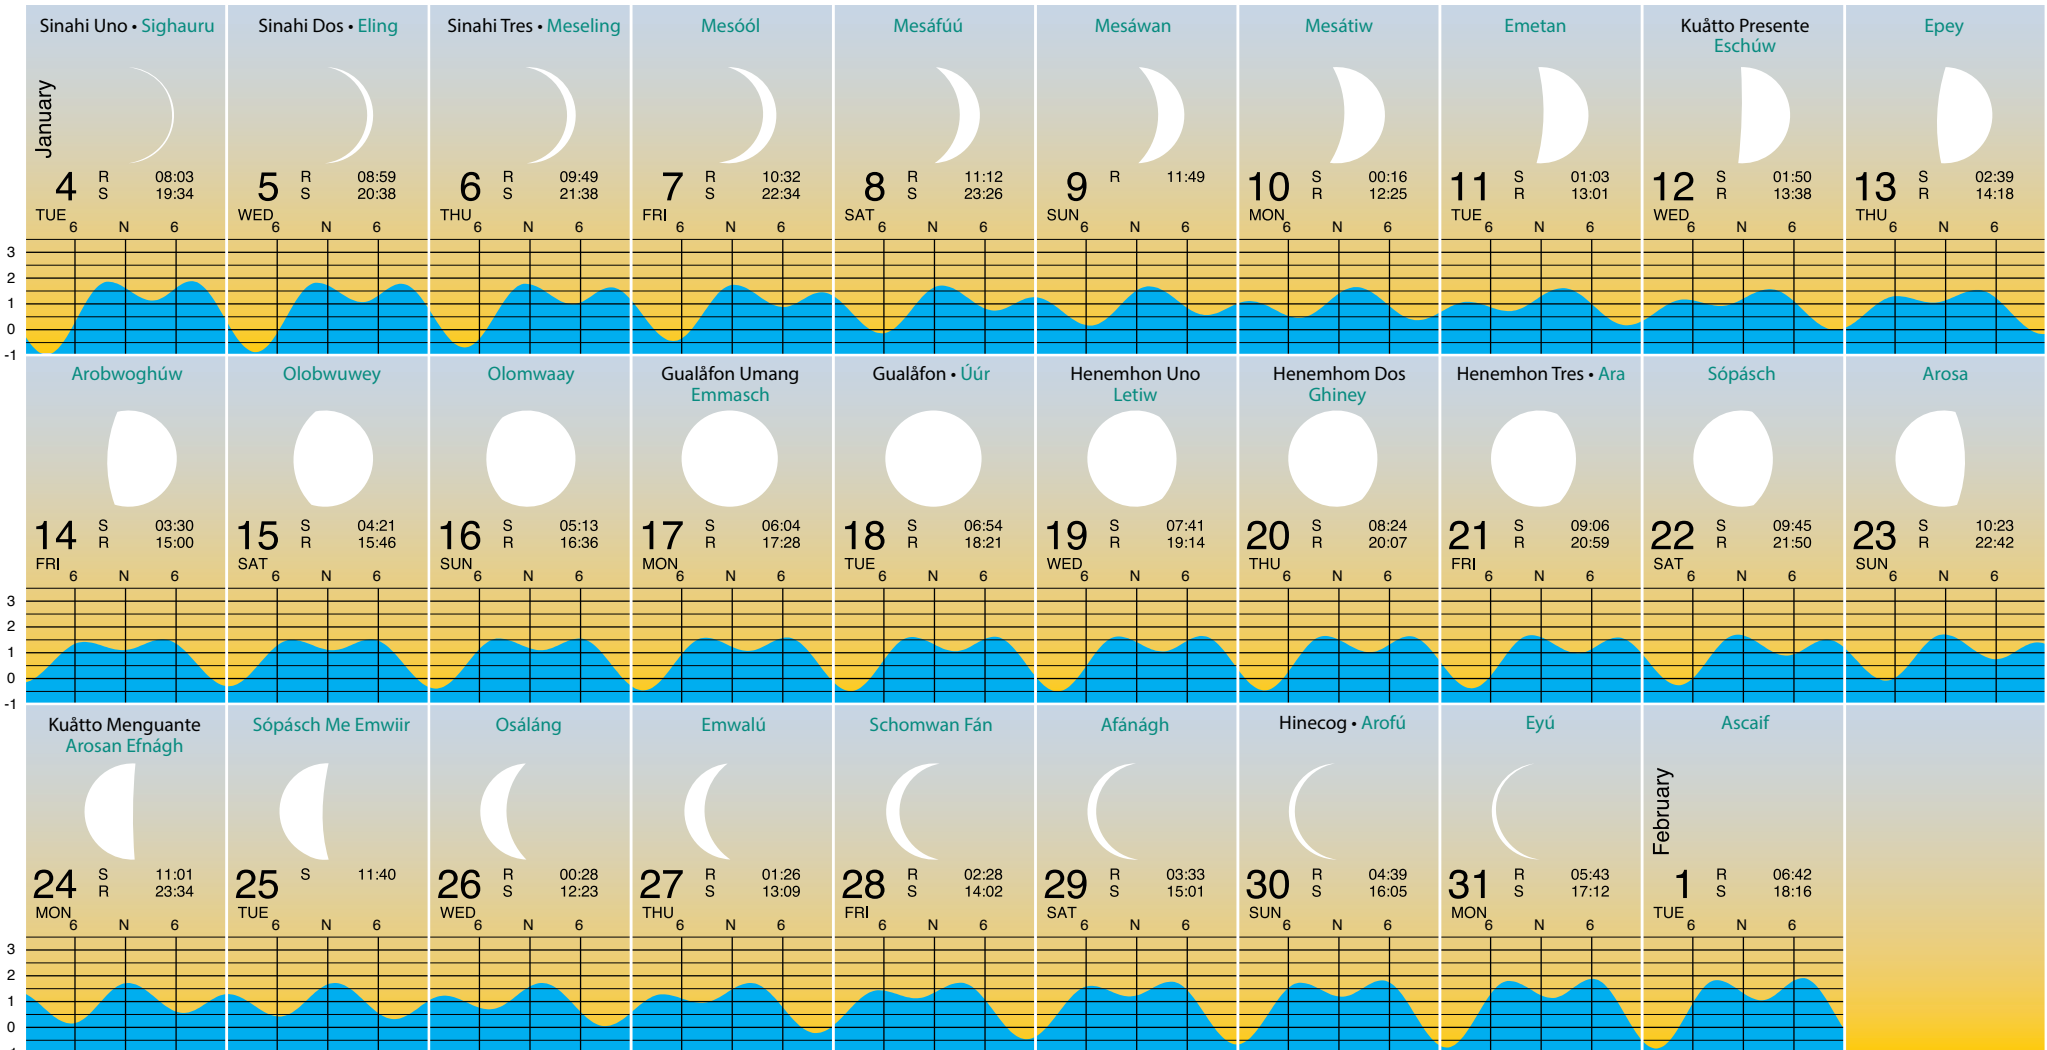 Sinahi Uno • Sighauru
January
4 R 08:03
S 19:34
TUE
6 N 6
Sinahi Dos • Eling
5 R 08:59
S 20:38
WED
6 N 6
Sinahi Tres • Meseling
6 R 09:49
S 21:38
THU
6 N 6
Mesóól
7 R 10:32
S 22:34
FRI
6 N 6
Mesáfúú
8 R 11:12
S 23:26
SAT
6 N 6
Mesáwan
9 R 11:49
SUN
6 N 6
Mesátiw
10 S 00:16
R 12:25
MON
6 N 6
Emetan
11 S 01:03
R 13:01
TUE
6 N 6
Kuåtto Presente
Eschúw
12 S 01:50
R 13:38
WED
6 N 6
Epey
13 S 02:39
R 14:18
THU
6 N 6
3
2
1
0
-1
Arobwoghúw
14 S 03:30
R 15:00
FRI
6 N 6
Olobwuwey
15 S 04:21
R 15:46
SAT
6 N 6
Olomwaay
16 S 05:13
R 16:36
SUN
6 N 6
Gualåfon Umang
Emmasch
17 S 06:04
R 17:28
MON
6 N 6
Gualåfon • Úúr
18 S 06:54
R 18:21
TUE
6 N 6
Henemhon Uno
Letiw
19 S 07:41
R 19:14
WED
6 N 6
Henemhom Dos
Ghiney
20 S 08:24
R 20:07
THU
6 N 6
Henemhon Tres • Ara
21 S 09:06
R 20:59
FRI
6 N 6
Sópásch
22 S 09:45
R 21:50
SAT
6 N 6
Arosa
23 S 10:23
R 22:42
SUN
6 N 6
3
2
1
0
-1
Kuåtto Menguante
Arosan Efnágh
24 S 11:01
R 23:34
MON
6 N 6
Sópásch Me Emwiir
25 S 11:40
TUE
6 N 6
Osáláng
26 R 00:28
S 12:23
WED
6 N 6
Emwalú
27 R 01:26
S 13:09
THU
6 N 6
Schomwan Fán
28 R 02:28
S 14:02
FRI
6 N 6
Afánágh
29 R 03:33
S 15:01
SAT
6 N 6
Hinecog • Arofú
30 R 04:39
S 16:05
SUN
6 N 6
Eyú
31 R 05:43
S 17:12
MON
6 N 6
Ascaif
February
1 R 06:42
S 18:16
TUE
6 N 6
3
2
1
0